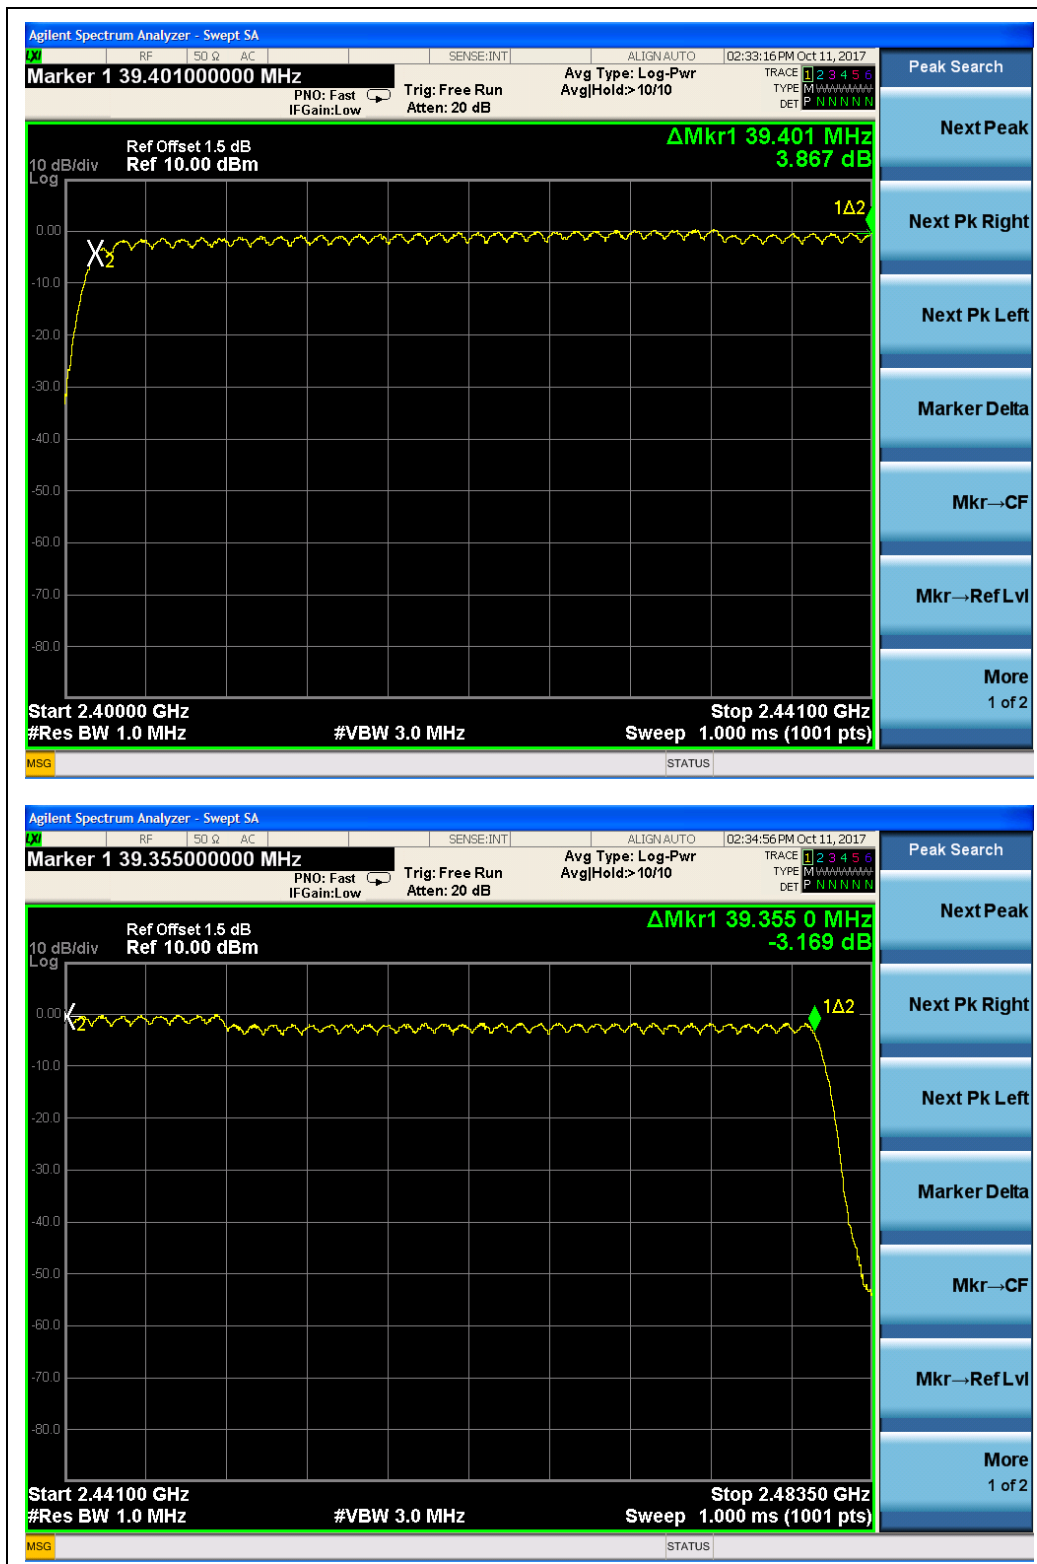 Agilent Spectrum Analyzer - Swept SA
LXI RF 50 Ω AC SENSE:INT ALIGN AUTO 02:33:16 PM Oct 11, 2017
Marker 1 39.401000000 MHz
PNO: Fast
IFGain:Low
Trig: Free Run
Atten: 20 dB
Avg Type: Log-Pwr
Avg|Hold:>10/10
TRACE 1 2 3 4 5 6
TYPE M
DET P N N N N N
Peak Search
ΔMkr1 39.401 MHz
3.867 dB
Ref Offset 1.5 dB
10 dB/div Ref 10.00 dBm
Log
1Δ2
0.00
2
-10.0
-20.0
-30.0
-40.0
-50.0
-60.0
-70.0
-80.0
Next Peak
Next Pk Right
Next Pk Left
Marker Delta
Mkr→CF
Mkr→Ref Lvl
More
1 of 2
Start 2.40000 GHz Stop 2.44100 GHz
#Res BW 1.0 MHz #VBW 3.0 MHz Sweep 1.000 ms (1001 pts)
MSG STATUS
Agilent Spectrum Analyzer - Swept SA
LXI RF 50 Ω AC SENSE:INT ALIGN AUTO 02:34:56 PM Oct 11, 2017
Marker 1 39.355000000 MHz
PNO: Fast
IFGain:Low
Trig: Free Run
Atten: 20 dB
Avg Type: Log-Pwr
Avg|Hold:>10/10
TRACE 1 2 3 4 5 6
TYPE M
DET P N N N N N
Peak Search
ΔMkr1 39.355 0 MHz
-3.169 dB
Ref Offset 1.5 dB
10 dB/div Ref 10.00 dBm
Log
1Δ2
0.00
2
-10.0
-20.0
-30.0
-40.0
-50.0
-60.0
-70.0
-80.0
Next Peak
Next Pk Right
Next Pk Left
Marker Delta
Mkr→CF
Mkr→Ref Lvl
More
1 of 2
Start 2.44100 GHz Stop 2.48350 GHz
#Res BW 1.0 MHz #VBW 3.0 MHz Sweep 1.000 ms (1001 pts)
MSG STATUS